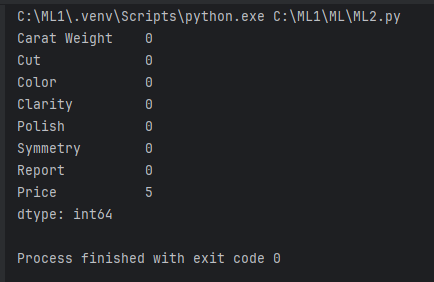 C:\ML1\.venv\Scripts\python.exe C:\ML1\ML\ML2.py
Carat Weight    0
Cut             0
Color           0
Clarity         0
Polish          0
Symmetry        0
Report          0
Price           5
dtype: int64

Process finished with exit code 0